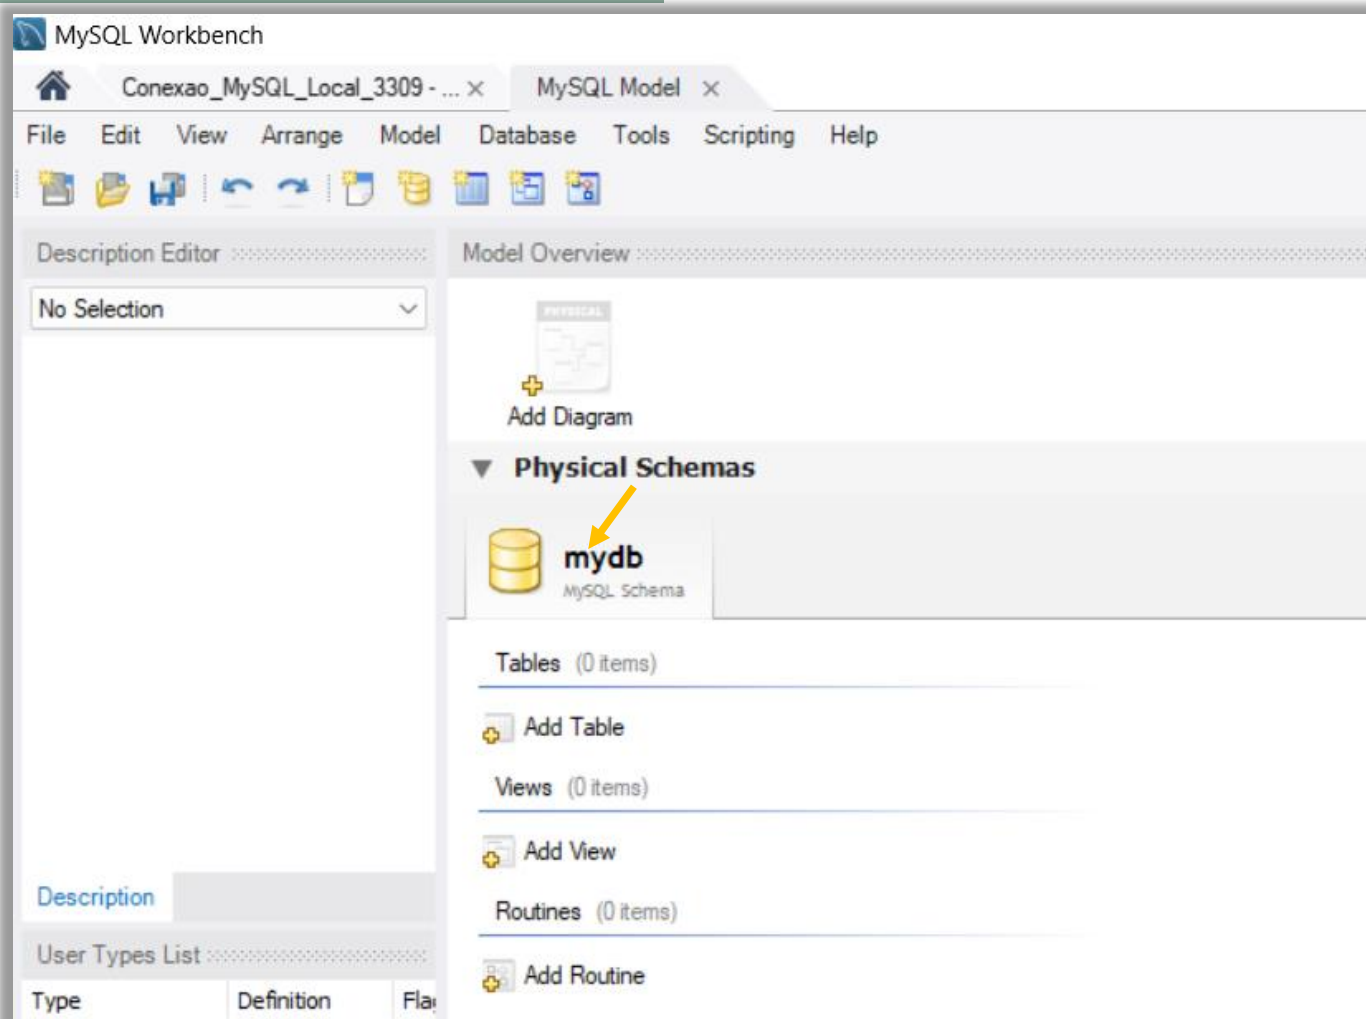 MySQL Workbench
Conexao_MySQL_Local_3309 - ... ×
MySQL Model ×
File Edit View Arrange Model Database Tools Scripting Help
Description Editor
Model Overview
No Selection
PHYSICAL
Add Diagram
Physical Schemas
mydb
MySQL Schema
Tables (0 items)
Add Table
Views (0 items)
Add View
Routines (0 items)
Add Routine
Description
User Types List
Type Definition Flag